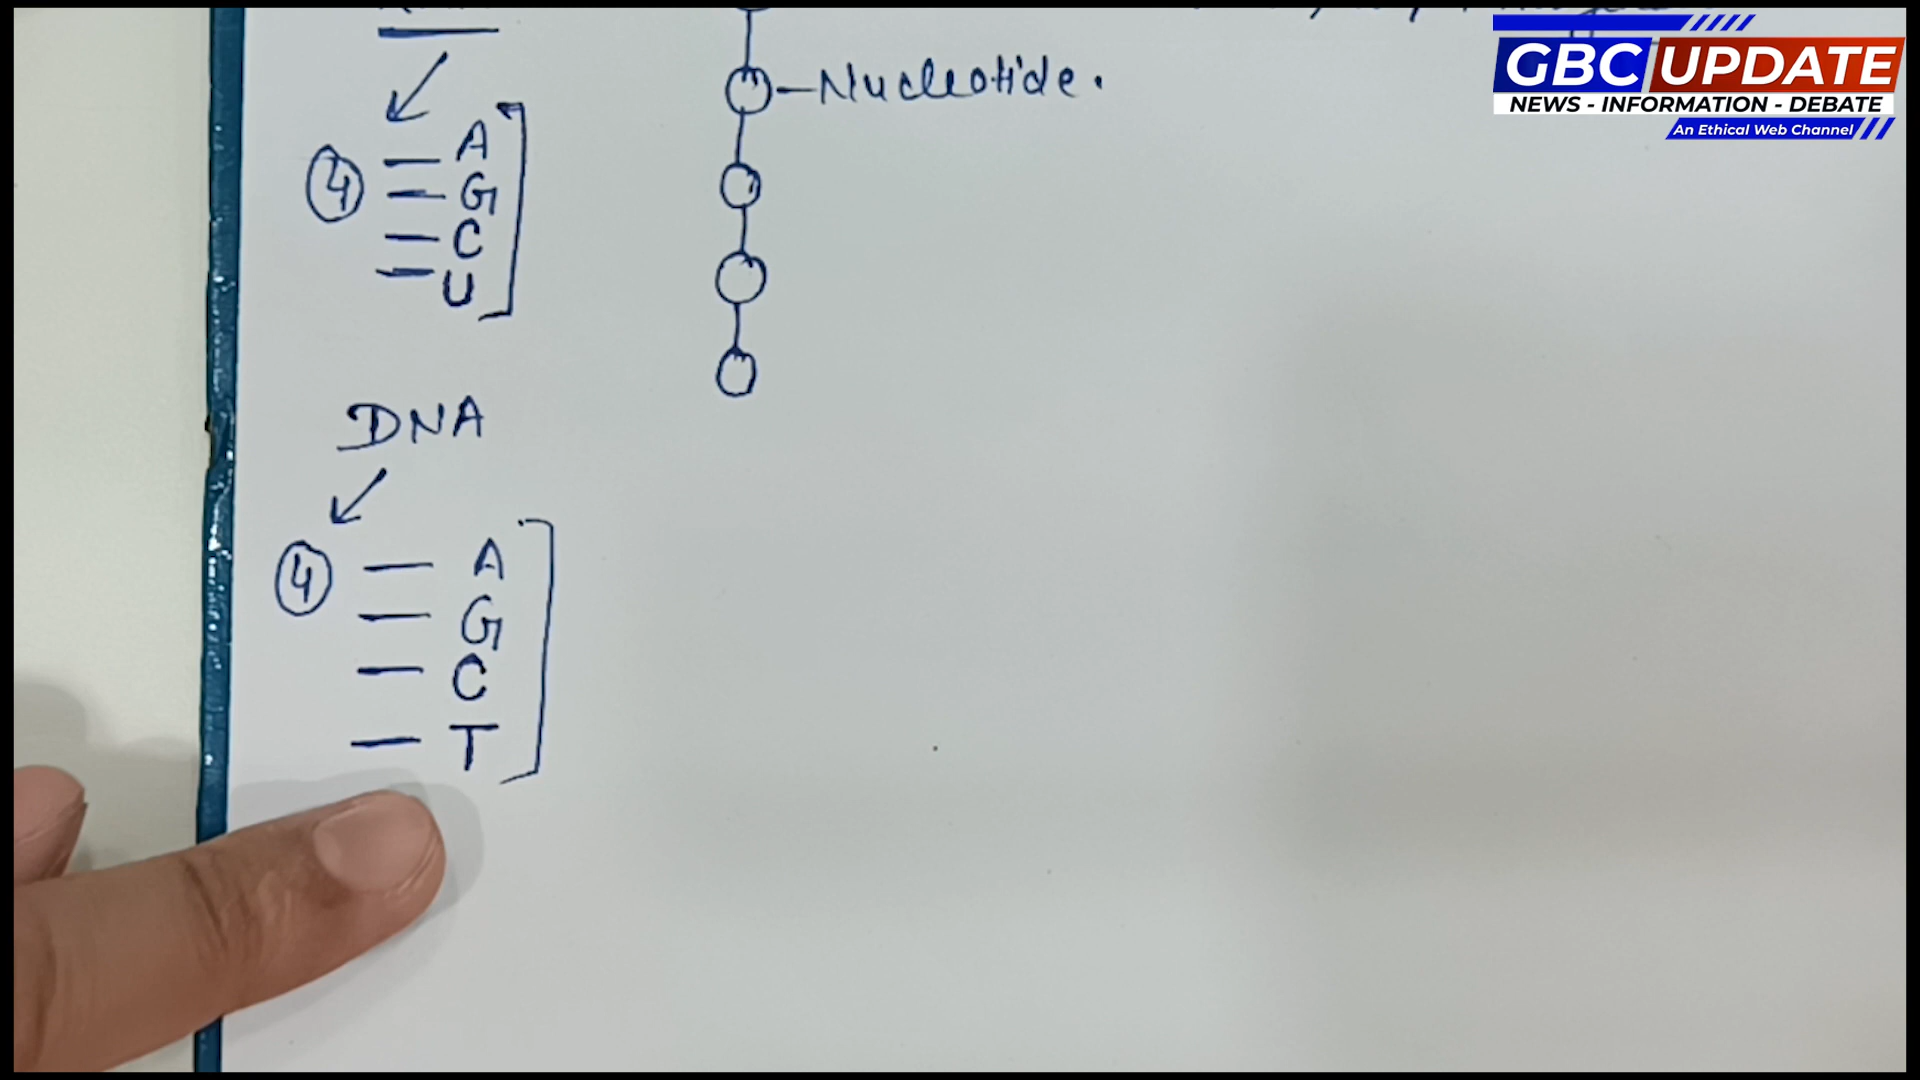 Nucleotide.
4
A
G
C
U
DNA
4
A
G
C
T
GBC UPDATE
NEWS - INFORMATION - DEBATE
An Ethical Web Channel